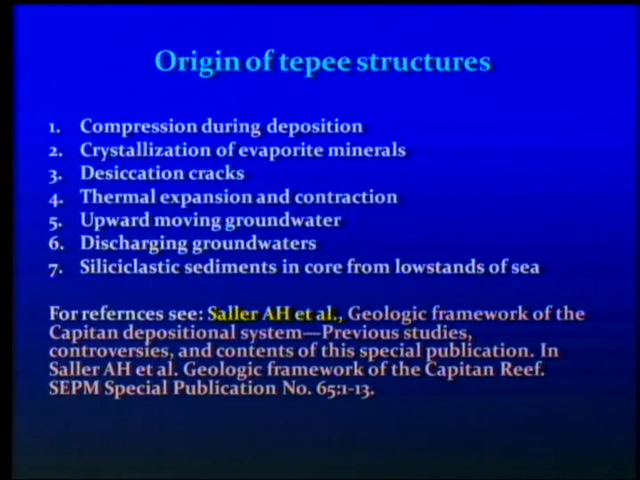 Origin of tepee structures
1. Compression during deposition
2. Crystallization of evaporite minerals
3. Desiccation cracks
4. Thermal expansion and contraction
5. Upward moving groundwater
6. Discharging groundwaters
7. Siliciclastic sediments in core from lowstands of sea
For refernces see: Saller AH et al., Geologic framework of the
Capitan depositional system—Previous studies,
controversies, and contents of this special publication. In
Saller AH et al. Geologic framework of the Capitan Reef.
SEPM Special Publication No. 65:1-13.